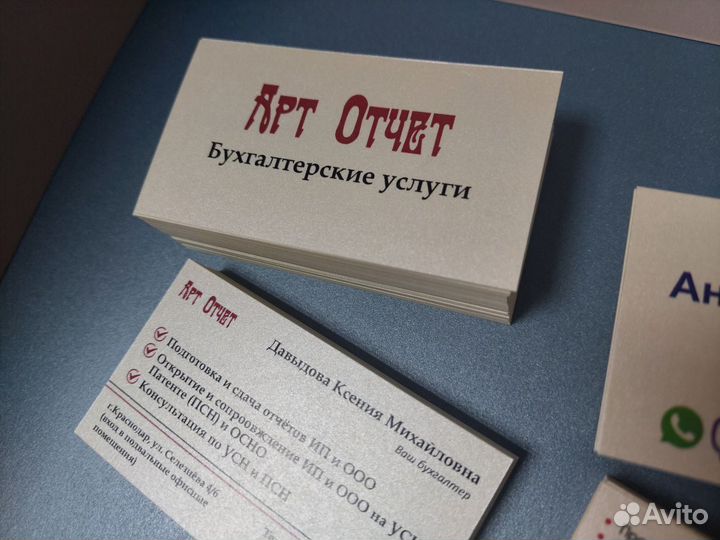 Арт Отчет
Бухгалтерские услуги
Арт Отчет
Давыдова Ксения Михайловна
Ваш бухгалтер
Подготовка и сдача отчётов ИП и ООО
Открытие и сопровождение ИП и ООО на УСН
Патенте (ПСН) и ОСНО
Консультация по УСН и ПСН
г.Краснодар, ул. Селезнёва 4/6
(вход в подвальные офисные
помещения)
Ан
Avito